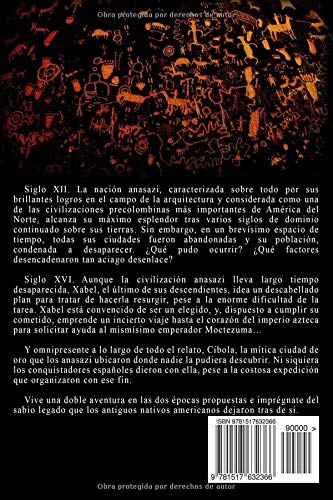 Obra protegida por derechos de autor
Siglo XII. La nación anasazi, caracterizada sobre todo por sus
brillantes logros en el campo de la arquitectura y considerada como una
de las civilizaciones precolombinas más importantes de América del
Norte, alcanza su máximo esplendor tras varios siglos de dominio
continuado sobre sus tierras. Sin embargo, en un brevísimo espacio de
tiempo, todas sus ciudades fueron abandonadas y su población,
condenada a desaparecer. ¿Qué pudo ocurrir? ¿Qué factores
desencadenaron tan aciago desenlace?
Siglo XVI. Aunque la civilización anasazi lleva largo tiempo
desaparecida, Xabel, el último de sus descendientes, idea un descabellado
plan para tratar de hacerla resurgir, pese a la enorme dificultad de la
tarea. Xabel está convencido de ser un elegido, y, dispuesto a cumplir su
cometido, emprende un incierto viaje hasta el corazón del imperio azteca
para solicitar ayuda al mismísimo emperador Moctezuma…
Y omnipresente a lo largo de todo el relato, Cíbola, la mítica ciudad de
oro que los anasazi ubicaron donde nadie la pudiera descubrir. Ni siquiera
los conquistadores españoles dieron con ella, pese a la costosa expedición
que organizaron con ese fin.
Vive una doble aventura en las dos épocas propuestas e imprégnate del
sabio legado que los antiguos nativos americanos dejaron tras de sí.
ISBN 9781517632366
90000 >
9 781517 632366
Obra protegida por derechos de autor